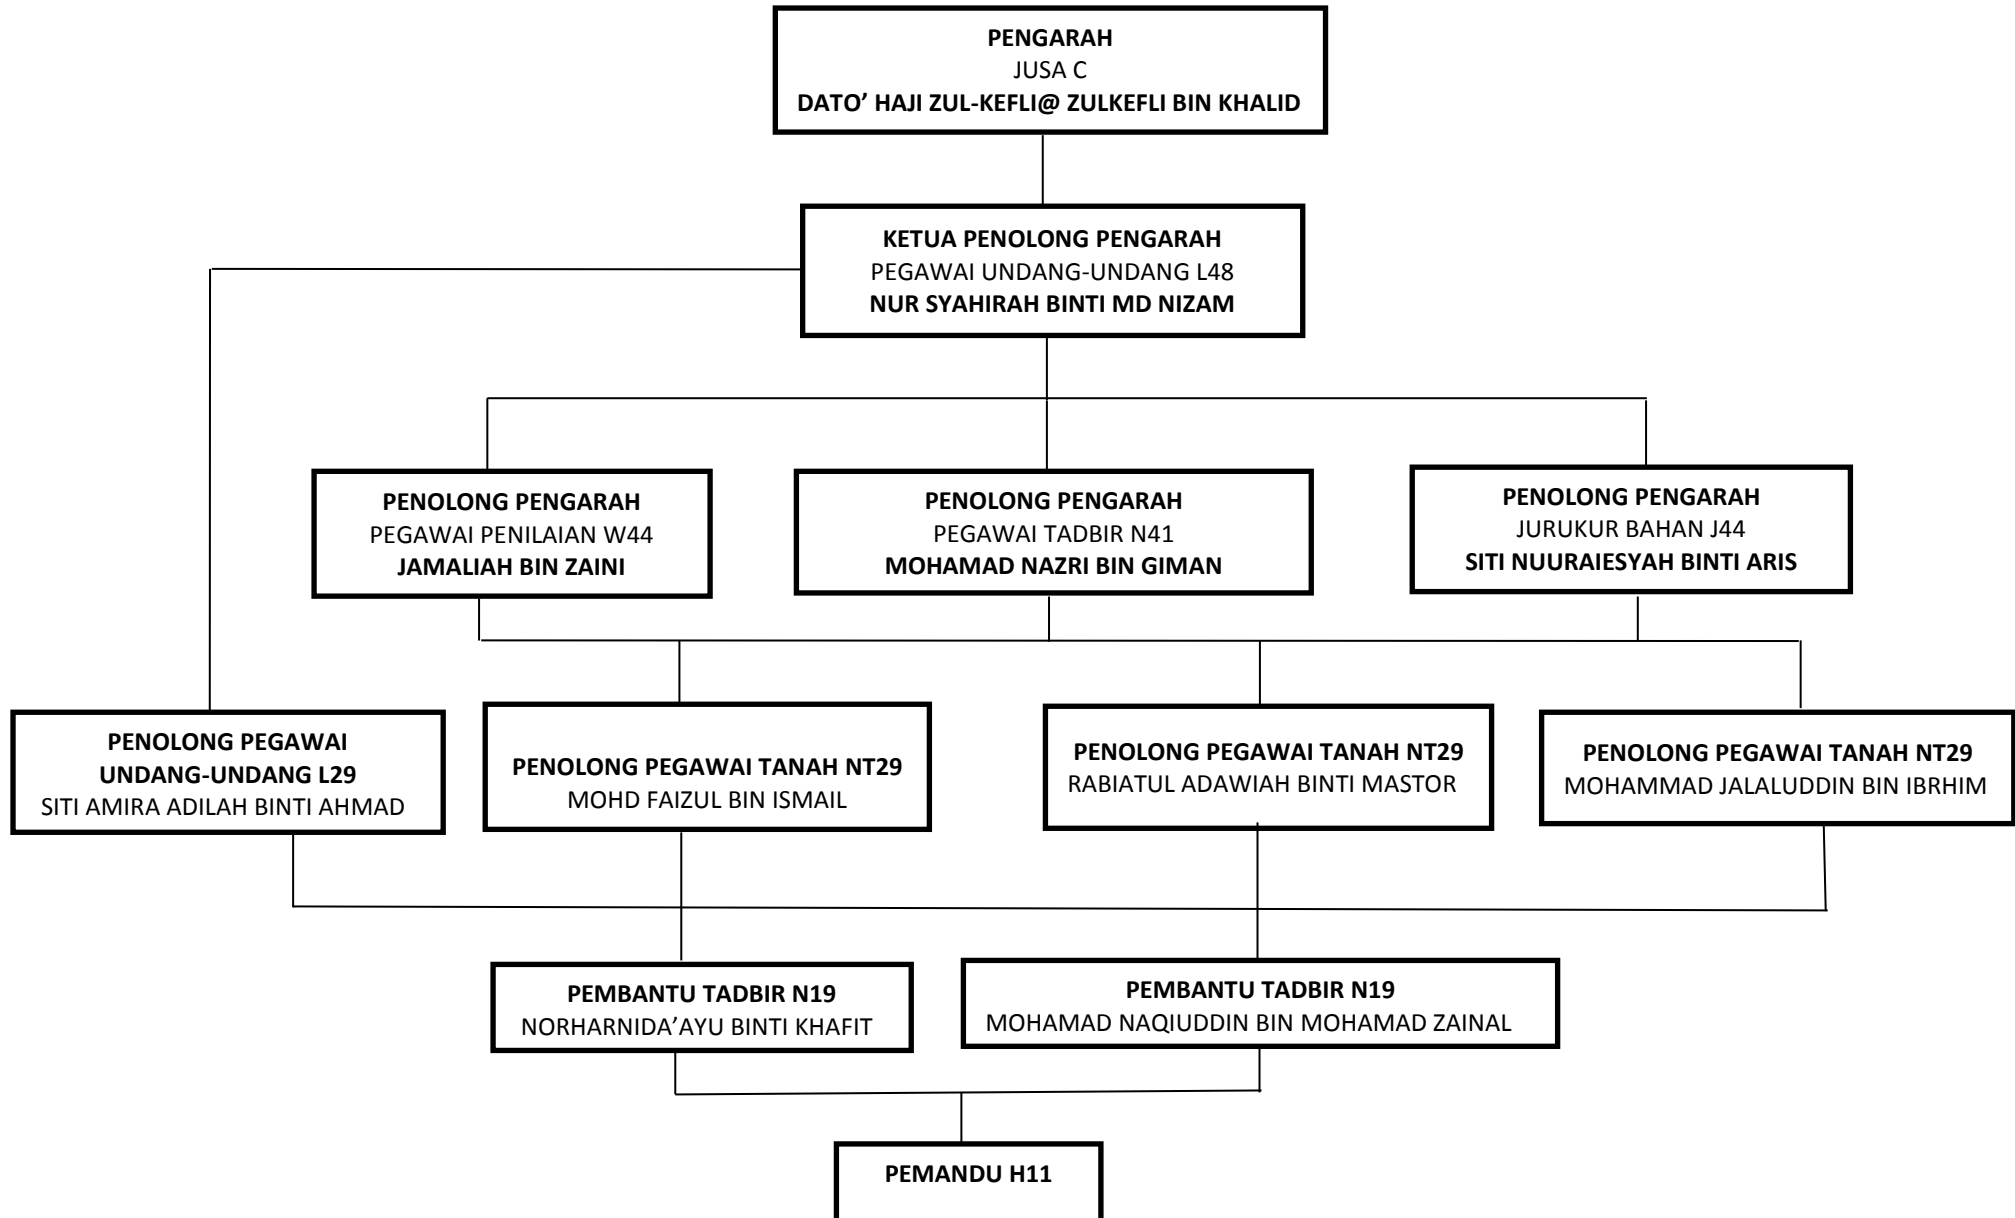 PENGARAH
JUSA C
DATO’ HAJI ZUL-KEFLI@ ZULKEFLI BIN KHALID
KETUA PENOLONG PENGARAH
PEGAWAI UNDANG-UNDANG L48
NUR SYAHIRAH BINTI MD NIZAM
PENOLONG PENGARAH
PEGAWAI PENILAIAN W44
JAMALIAH BIN ZAINI
PENOLONG PENGARAH
PEGAWAI TADBIR N41
MOHAMAD NAZRI BIN GIMAN
PENOLONG PENGARAH
JURUKUR BAHAN J44
SITI NUURAIESYAH BINTI ARIS
PENOLONG PEGAWAI
UNDANG-UNDANG L29
SITI AMIRA ADILAH BINTI AHMAD
PENOLONG PEGAWAI TANAH NT29
MOHD FAIZUL BIN ISMAIL
PENOLONG PEGAWAI TANAH NT29
RABIATUL ADAWIAH BINTI MASTOR
PENOLONG PEGAWAI TANAH NT29
MOHAMMAD JALALUDDIN BIN IBRHIM
PEMBANTU TADBIR N19
NORHARNIDA’AYU BINTI KHAFIT
PEMBANTU TADBIR N19
MOHAMAD NAQIUDDIN BIN MOHAMAD ZAINAL
PEMANDU H11